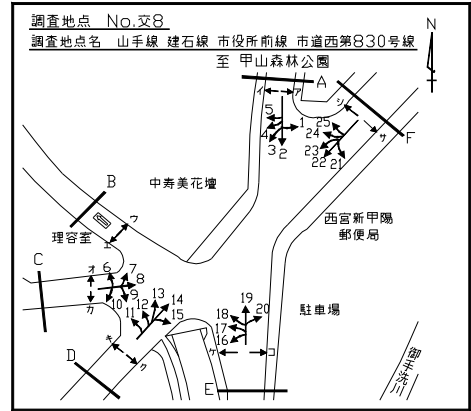 調査地点 No.交8
調査地点名 山手線 建石線 市役所前線 市道西第830号線
至 甲山森林公園
N
A
イ ア
シ
サ
F
5
4
3
2
1
25
24
23
22
21
B
中寿美花壇
ウ
エ
理容室
西宮新甲陽
郵便局
C
オ
カ
6
7
8
9
10
13
14
12
11
15
19
18
20
17
16
駐車場
キ
ク
ケ
コ
D
E
御手洗川